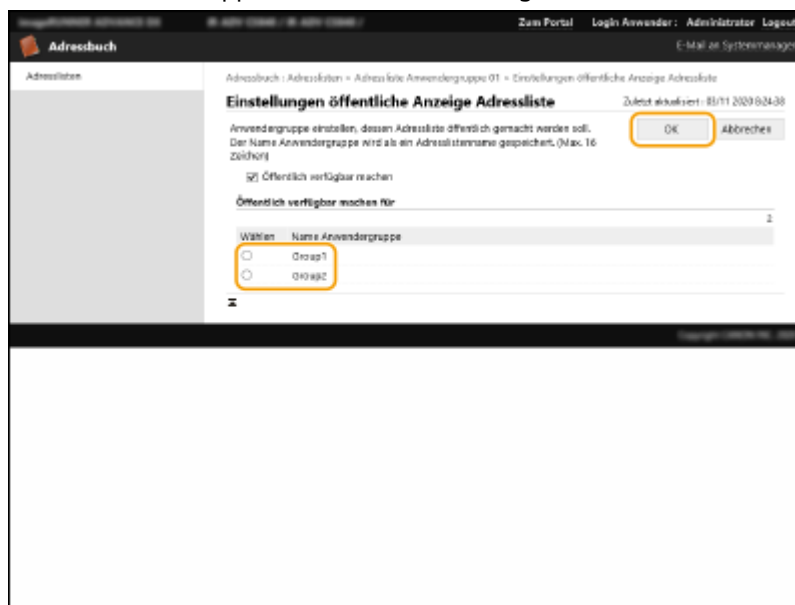 Zum Portal Login Anwender: Administrator Logout
Adressbuch
E-Mail an Systemmanager
Adresslisten
Adressbuch : Adresslisten > Adressliste Anwendergruppe 01 > Einstellungen öffentliche Anzeige Adressliste
Einstellungen öffentliche Anzeige Adressliste
Zuletzt aktualisiert : 03/11 2020 8:24:38
Anwendergruppe einstellen, dessen Adressliste öffentlich gemacht werden soll.
Der Name Anwendergruppe wird als ein Adresslistenname gespeichert. (Max. 16
Zeichen)
OK Abbrechen
Öffentlich verfügbar machen
Öffentlich verfügbar machen für
2
Wählen Name Anwendergruppe
Group1
Group2